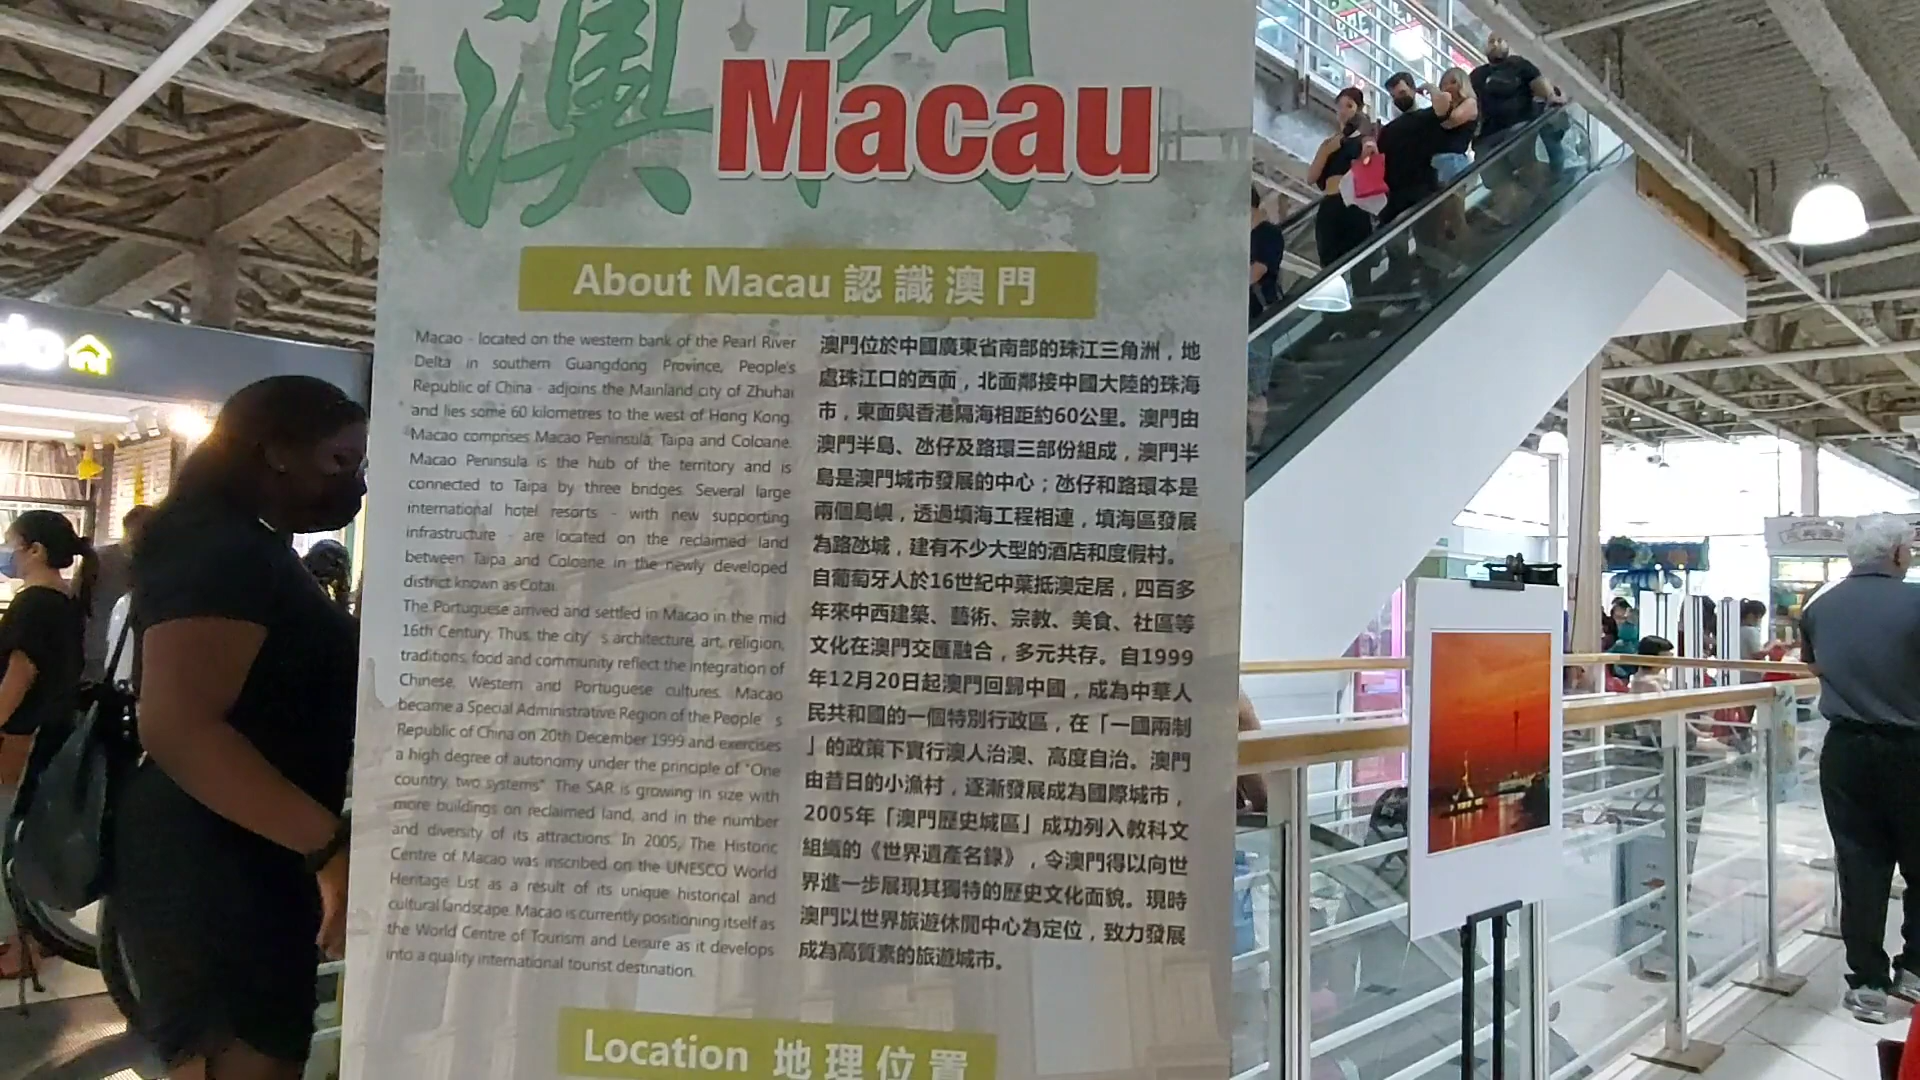 澳門
Macau
About Macau 認識澳門
Macao - located on the western bank of the Pearl River
Delta in southern Guangdong Province, People's
Republic of China - adjoins the Mainland city of Zhuhai
and lies some 60 kilometres to the west of Hong Kong.
Macao comprises Macao Peninsula, Taipa and Coloane.
Macao Peninsula is the hub of the territory and is
connected to Taipa by three bridges. Several large
international hotel resorts - with new supporting
infrastructure - are located on the reclaimed land
between Taipa and Coloane in the newly developed
district known as Cotai.
The Portuguese arrived and settled in Macao in the mid
16th Century. Thus, the city's architecture, art, religion,
traditions, food and community reflect the integration of
Chinese, Western and Portuguese cultures. Macao
became a Special Administrative Region of the People's
Republic of China on 20th December 1999 and exercises
a high degree of autonomy under the principle of "One
country, two systems". The SAR is growing in size with
more buildings on reclaimed land, and in the number
and diversity of its attractions. In 2005, The Historic
Centre of Macao was inscribed on the UNESCO World
Heritage List as a result of its unique historical and
cultural landscape. Macao is currently positioning itself as
the World Centre of Tourism and Leisure as it develops
into a quality international tourist destination.
澳門位於中國廣東省南部的珠江三角洲，地
處珠江口的西面，北面鄰接中國大陸的珠海
市，東面與香港隔海相距約60公里。澳門由
澳門半島、氹仔及路環三部份組成，澳門半
島是澳門城市發展的中心；氹仔和路環本是
兩個島嶼，透過填海工程相連，填海區發展
為路氹城，建有不少大型的酒店和度假村。
自葡萄牙人於16世紀中葉抵澳定居，四百多
年來中西建築、藝術、宗教、美食、社區等
文化在澳門交匯融合，多元共存。自1999
年12月20日起澳門回歸中國，成為中華人
民共和國的一個特別行政區，在「一國兩制
」的政策下實行澳人治澳、高度自治。澳門
由昔日的小漁村，逐漸發展成為國際城市，
2005年「澳門歷史城區」成功列入教科文
組織的《世界遺產名錄》，令澳門得以向世
界進一步展現其獨特的歷史文化面貌。現時
澳門以世界旅遊休閒中心為定位，致力發展
成為高質素的旅遊城市。
Location 地理位置